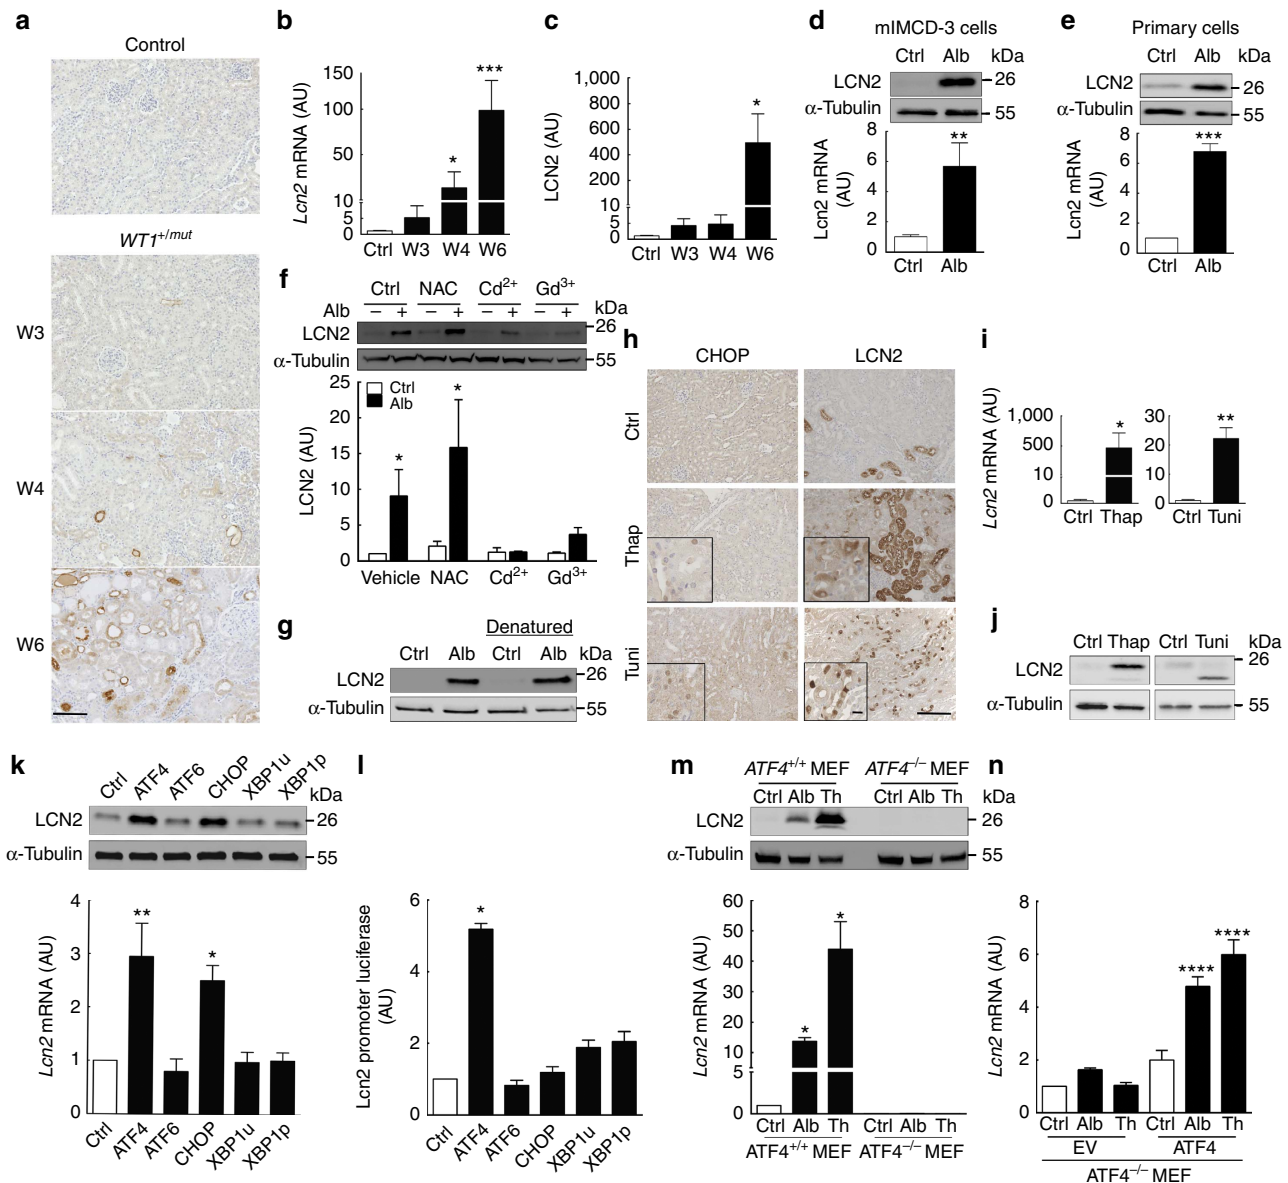 a
Control
WT1+/mut
W3
W4
W6
b
Lcn2 mRNA (AU)
150
100
50
10
5
0
*
***
Ctrl W3 W4 W6
c
LCN2 (AU)
1,000
800
600
400
200
10
5
0
*
Ctrl W3 W4 W6
d
mIMCD-3 cells
Ctrl Alb kDa
LCN2 26
α-Tubulin 55
Lcn2 mRNA (AU)
8
6
4
2
0
**
Ctrl Alb
e
Primary cells
Ctrl Alb kDa
LCN2 26
α-Tubulin 55
Lcn2 mRNA (AU)
8
6
4
2
0
***
Ctrl Alb
f
Ctrl NAC Cd2+ Gd3+
kDa
Alb − + − + − + − +
LCN2 26
α-Tubulin 55
LCN2 (AU)
25
20
15
10
5
0
Ctrl
Alb
*
*
Vehicle NAC Cd2+ Gd3+
g
Denatured
Ctrl Alb Ctrl Alb kDa
LCN2 26
α-Tubulin 55
h
CHOP LCN2
Ctrl
Thap
Tuni
i
Lcn2 mRNA (AU)
1,000
500
10
0
*
Ctrl Thap
30
20
10
0
**
Ctrl Tuni
j
Ctrl Thap Ctrl Tuni kDa
LCN2 26
α-Tubulin 55
k
Ctrl ATF4 ATF6 CHOP XBP1u XBP1p
kDa
LCN2 26
α-Tubulin 55
Lcn2 mRNA (AU)
4
3
2
1
0
**
*
Ctrl ATF4 ATF6 CHOP XBP1u XBP1p
l
Lcn2 promoter luciferase (AU)
6
4
2
0
*
Ctrl ATF4 ATF6 CHOP XBP1u XBP1p
m
ATF4+/+ MEF ATF4−/− MEF
Ctrl Alb Th Ctrl Alb Th kDa
LCN2 26
α-Tubulin 55
Lcn2 mRNA (AU)
60
50
40
30
20
10
5
0
*
*
Ctrl Alb Th Ctrl Alb Th
ATF4+/+ MEF ATF4−/− MEF
n
Lcn2 mRNA (AU)
8
6
4
2
0
****
****
Ctrl Alb Th Ctrl Alb Th
EV ATF4
ATF4−/− MEF